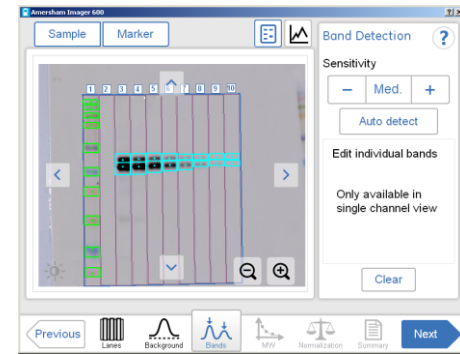 Amersham Imager 600
Sample
Marker
Band Detection
?
Sensitivity
− Med. +
Auto detect
Edit individual bands
Only available in
single channel view
Clear
1 2 3 4 5 6 7 8 9 10
Previous
Lanes
Background
Bands
MW
Normalization
Summary
Next